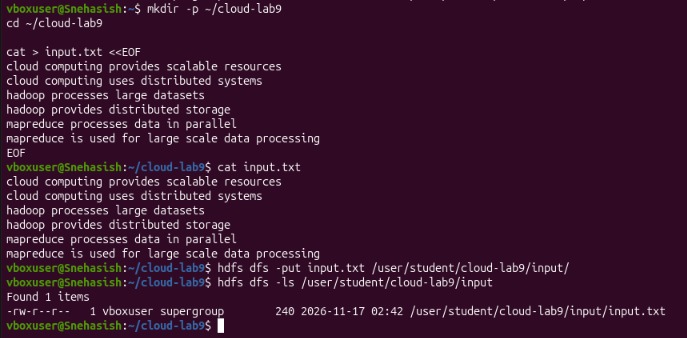 vboxuser@Snehasish:~$ mkdir -p ~/cloud-lab9
cd ~/cloud-lab9
cat > input.txt <<EOF
cloud computing provides scalable resources
cloud computing uses distributed systems
hadoop processes large datasets
hadoop provides distributed storage
mapreduce processes data in parallel
mapreduce is used for large scale data processing
EOF
vboxuser@Snehasish:~/cloud-lab9$ cat input.txt
cloud computing provides scalable resources
cloud computing uses distributed systems
hadoop processes large datasets
hadoop provides distributed storage
mapreduce processes data in parallel
mapreduce is used for large scale data processing
vboxuser@Snehasish:~/cloud-lab9$ hdfs dfs -put input.txt /user/student/cloud-lab9/input/
vboxuser@Snehasish:~/cloud-lab9$ hdfs dfs -ls /user/student/cloud-lab9/input
Found 1 items
-rw-r--r--   1 vboxuser supergroup        240 2026-11-17 02:42 /user/student/cloud-lab9/input/input.txt
vboxuser@Snehasish:~/cloud-lab9$